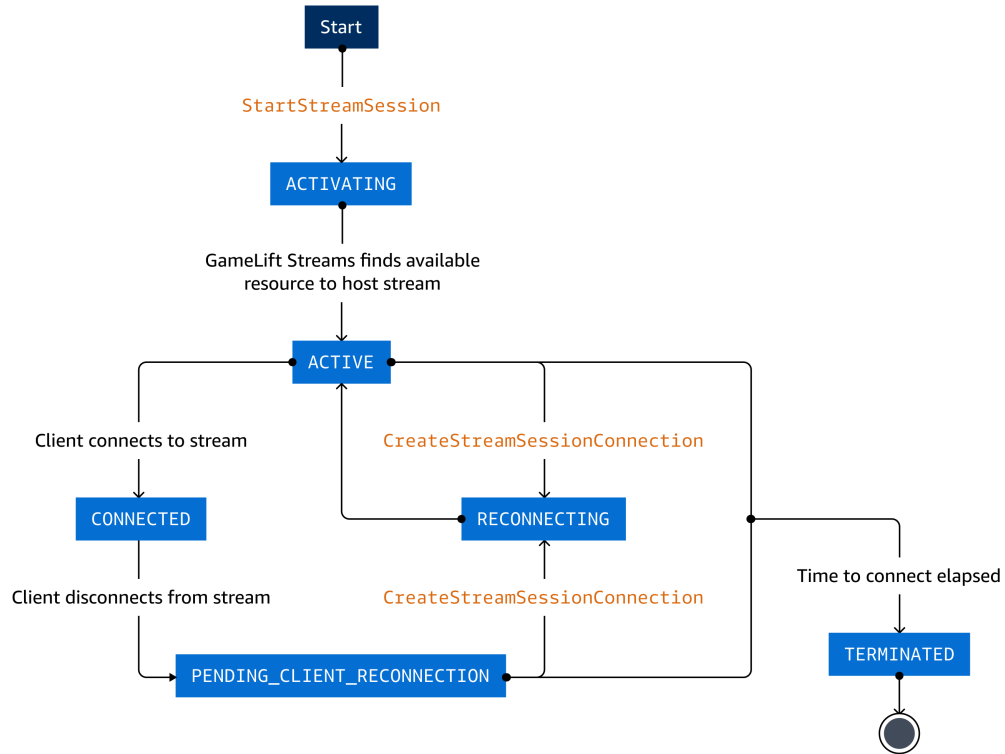 Start
StartStreamSession
ACTIVATING
GameLift Streams finds available
resource to host stream
ACTIVE
Client connects to stream
CreateStreamSessionConnection
CONNECTED
RECONNECTING
Time to connect elapsed
Client disconnects from stream
CreateStreamSessionConnection
TERMINATED
PENDING_CLIENT_RECONNECTION